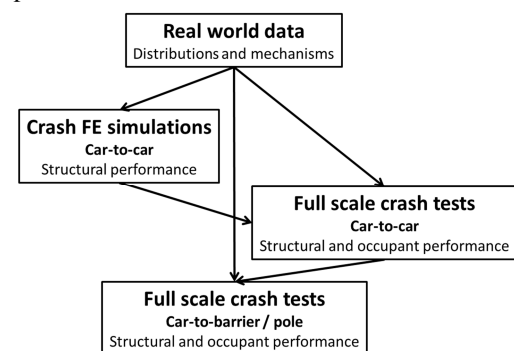 Real world data
Distributions and mechanisms
Crash FE simulations
Car-to-car
Structural performance
Full scale crash tests
Car-to-car
Structural and occupant performance
Full scale crash tests
Car-to-barrier / pole
Structural and occupant performance